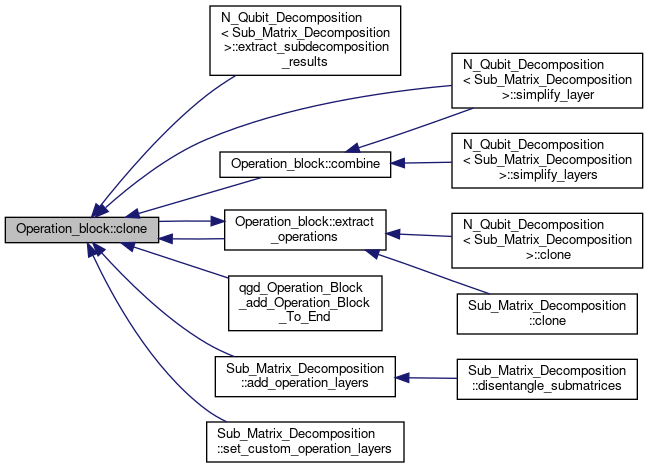 N_Qubit_Decomposition
< Sub_Matrix_Decomposition
>::extract_subdecomposition
_results
N_Qubit_Decomposition
< Sub_Matrix_Decomposition
>::simplify_layer
Operation_block::combine
N_Qubit_Decomposition
< Sub_Matrix_Decomposition
>::simplify_layers
Operation_block::clone
Operation_block::extract
_operations
N_Qubit_Decomposition
< Sub_Matrix_Decomposition
>::clone
qgd_Operation_Block
_add_Operation_Block
_To_End
Sub_Matrix_Decomposition
::clone
Sub_Matrix_Decomposition
::add_operation_layers
Sub_Matrix_Decomposition
::disentangle_submatrices
Sub_Matrix_Decomposition
::set_custom_operation_layers